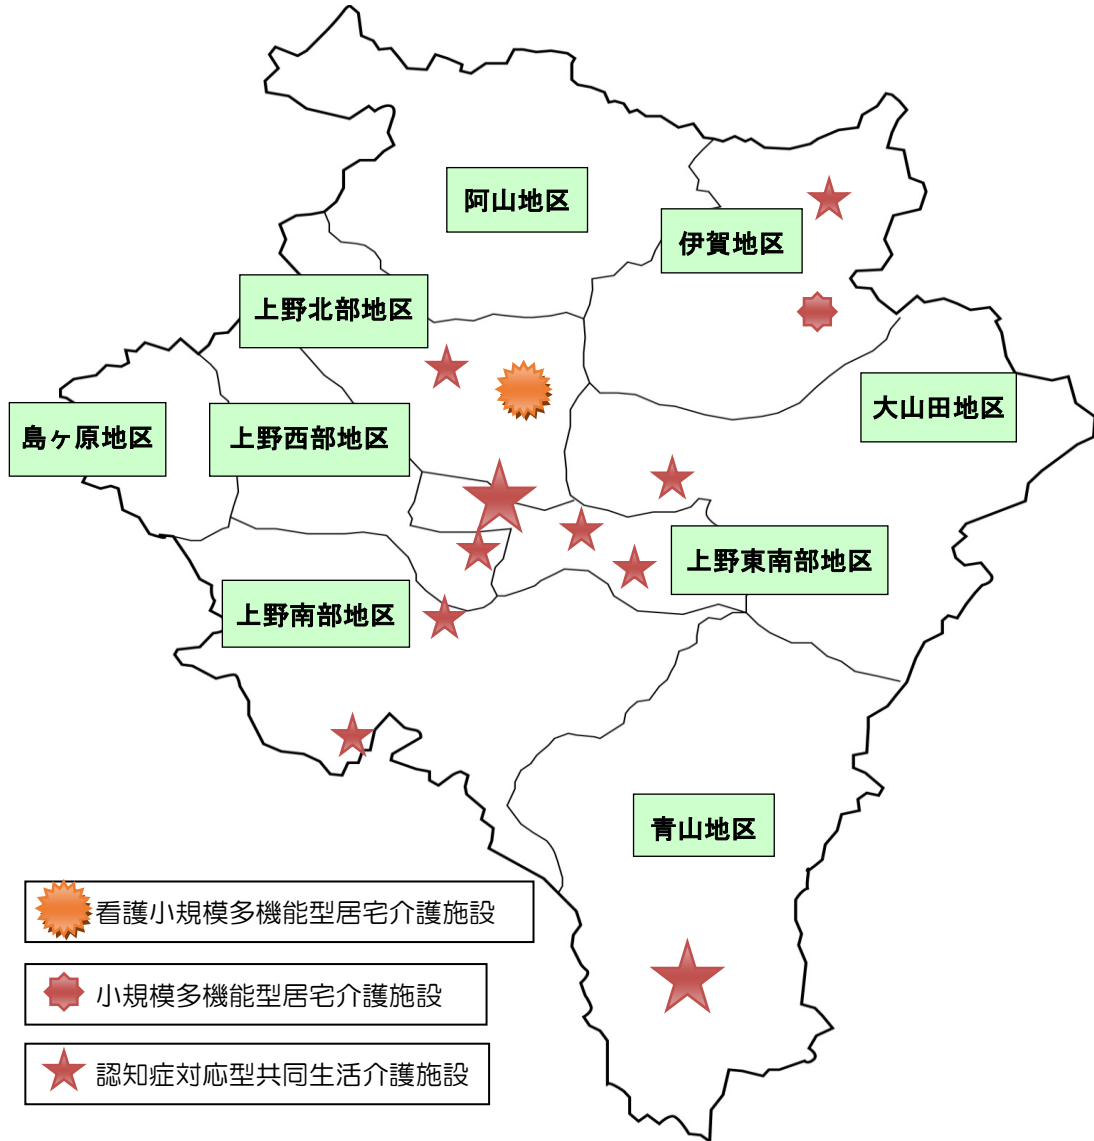 阿山地区
伊賀地区
上野北部地区
大山田地区
島ヶ原地区
上野西部地区
上野東南部地区
上野南部地区
青山地区
看護小規模多機能型居宅介護施設
小規模多機能型居宅介護施設
認知症対応型共同生活介護施設